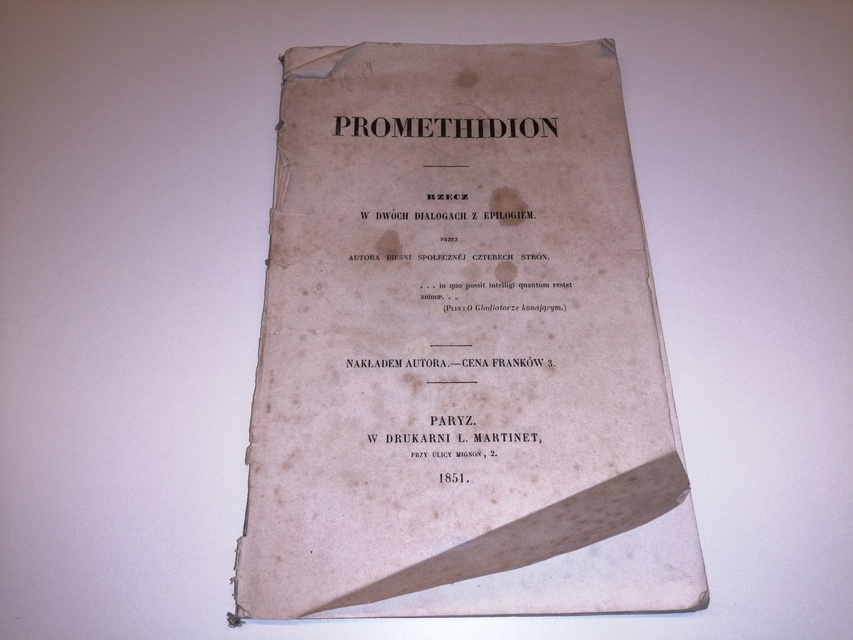 PROMETHIDION
RZECZ
W DWÓCH DIALOGACH Z EPILOGIEM.
PRZEZ
AUTORA PIEŚNI SPOŁECZNÉJ CZTERECH STRÓN.
. . . in quo possit intelligi quantum restet
animæ. . .
(PLIN: O Gladiatorze konającym.)
NAKŁADEM AUTORA.—CENA FRANKÓW 3.
PARYZ.
W DRUKARNI L. MARTINET,
PRZY ULICY MIGNON, 2.
1851.